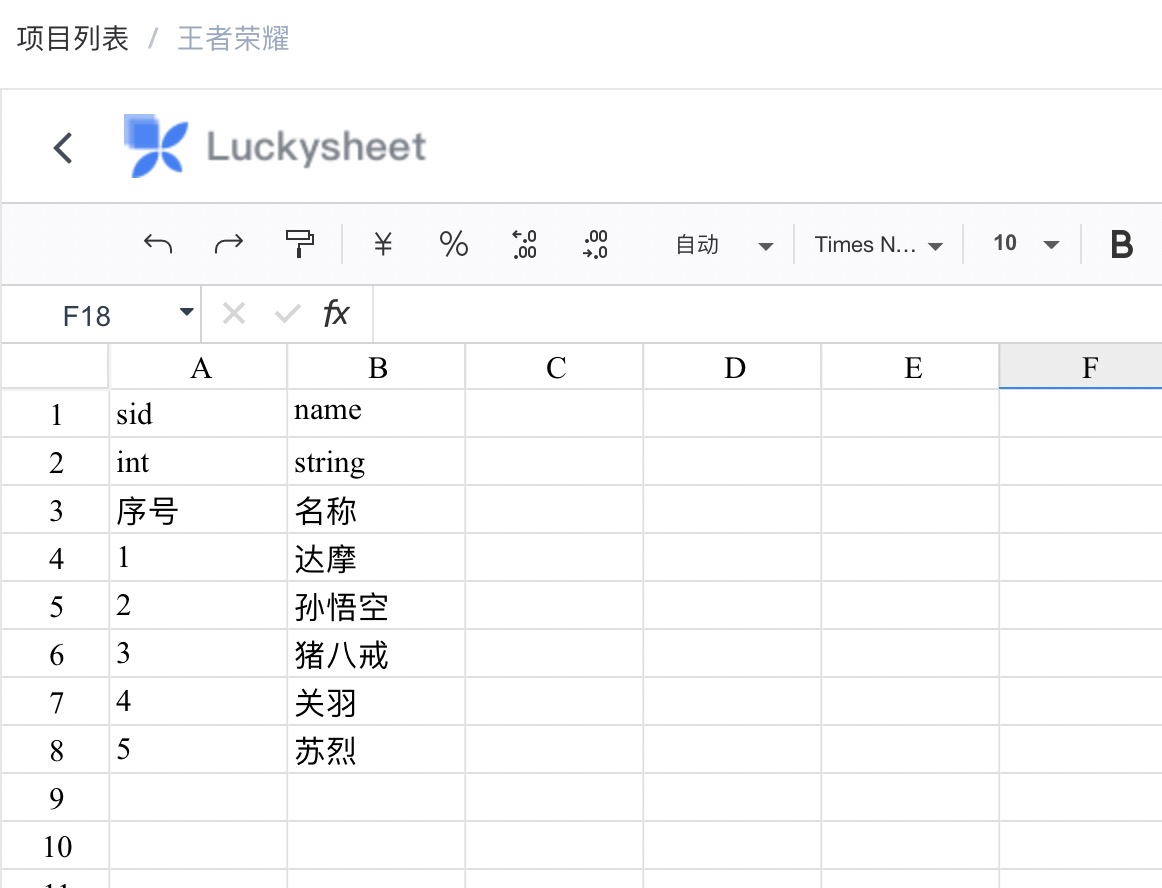 项目列表 / 王者荣耀
Luckysheet
¥ % .0 .00 .00 .0 自动 Times N... 10 B
F18 fx
A B C D E F
1 sid name
2 int string
3 序号 名称
4 1 达摩
5 2 孙悟空
6 3 猪八戒
7 4 关羽
8 5 苏烈
9
10